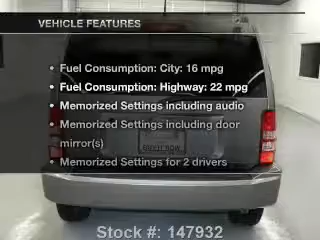 VEHICLE FEATURES
• Fuel Consumption: City: 16 mpg
• Fuel Consumption: Highway: 22 mpg
• Memorized Settings including audio
• Memorized Settings including door
mirror(s)
• Memorized Settings for 2 drivers
Stock #: 147932